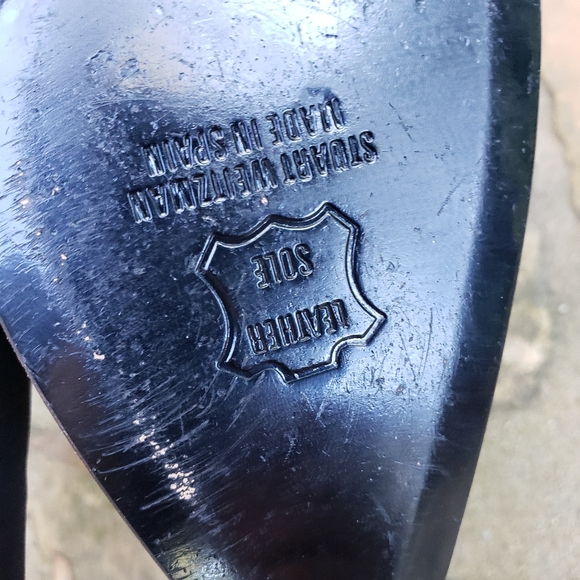 LEATHER
SOLE
STUART WEITZMAN
MADE IN SPAIN